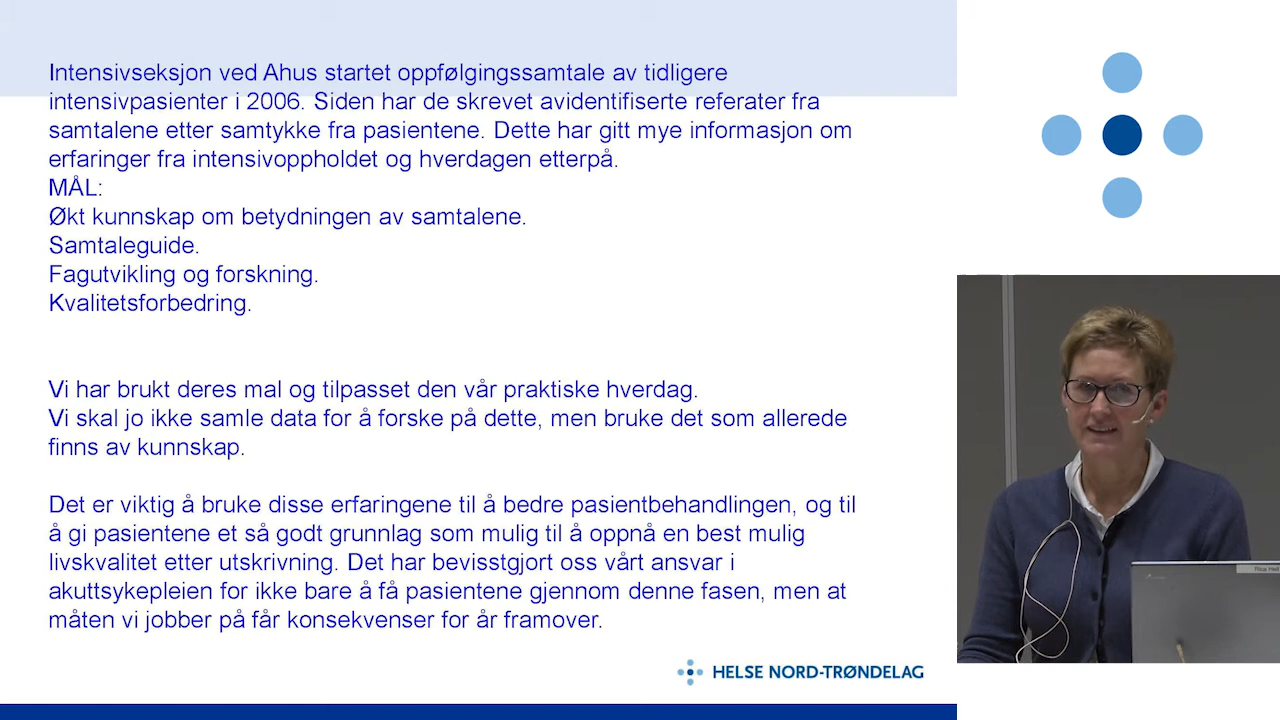 Intensivseksjon ved Ahus startet oppfølgingssamtale av tidligere
intensivpasienter i 2006. Siden har de skrevet avidentifiserte referater fra
samtalene etter samtykke fra pasientene. Dette har gitt mye informasjon om
erfaringer fra intensivoppholdet og hverdagen etterpå.
MÅL:
Økt kunnskap om betydningen av samtalene.
Samtaleguide.
Fagutvikling og forskning.
Kvalitetsforbedring.
Vi har brukt deres mal og tilpasset den vår praktiske hverdag.
Vi skal jo ikke samle data for å forske på dette, men bruke det som allerede
finns av kunnskap.
Det er viktig å bruke disse erfaringene til å bedre pasientbehandlingen, og til
å gi pasientene et så godt grunnlag som mulig til å oppnå en best mulig
livskvalitet etter utskrivning. Det har bevisstgjort oss vårt ansvar i
akuttsykepleien for ikke bare å få pasientene gjennom denne fasen, men at
måten vi jobber på får konsekvenser for år framover.
HELSE NORD-TRØNDELAG